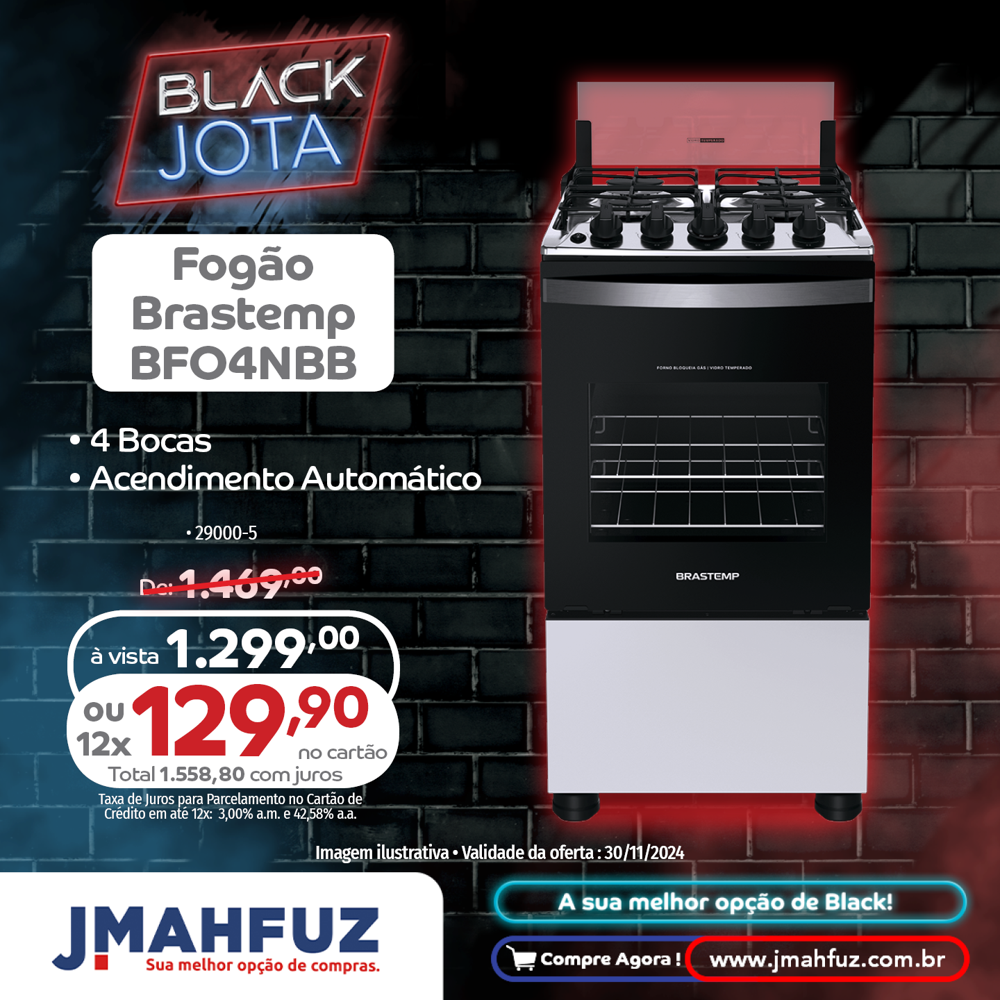 BLACK
JOTA
Fogão
Brastemp
BFO4NBB
• 4 Bocas
• Acendimento Automático
• 29000-5
De: 1.469,00
à vista 1.299,00
ou
12x 129,90
no cartão
Total 1.558,80 com juros
Taxa de Juros para Parcelamento no Cartão de
Crédito em até 12x: 3,00% a.m. e 42,58% a.a.
FORNO BLOQUEIA GÁS | VIDRO TEMPERADO
BRASTEMP
Imagem ilustrativa • Validade da oferta : 30/11/2024
JMAHFUZ
Sua melhor opção de compras.
A sua melhor opção de Black!
Compre Agora !
www.jmahfuz.com.br